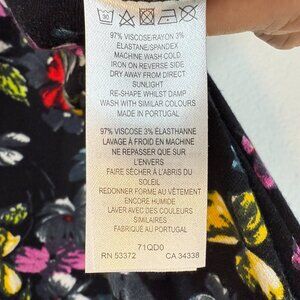 30
97% VISCOSE/RAYON 3%
ELASTANE/SPANDEX
MACHINE WASH COLD
IRON ON REVERSE SIDE
DRY AWAY FROM DIRECT
SUNLIGHT
RE-SHAPE WHILST DAMP
WASH WITH SIMILAR COLOURS
MADE IN PORTUGAL
97% VISCOSE 3% ÉLASTHANNE
LAVAGE À FROID EN MACHINE
NE REPASSER QUE SUR
L'ENVERS
FAIRE SÉCHER À L'ABRIS DU
SOLEIL
REDONNER FORME AU VÊTEMENT
ENCORE HUMIDE
LAVER AVEC DES COULEURS
SIMILAIRES
FABRIQUÉ AU PORTUGAL
71QD0
RN 53372 CA 34338